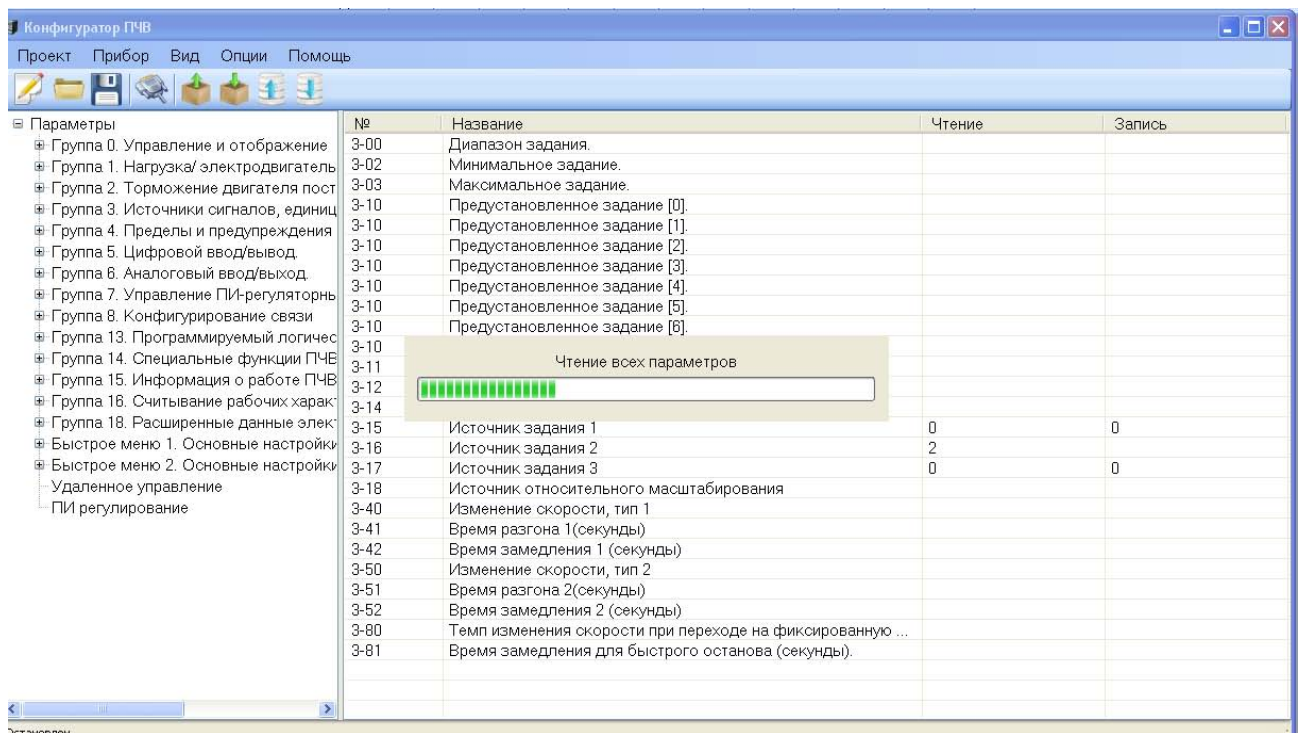 Конфигуратор ПЧВ
Проект Прибор Вид Опции Помощь
Параметры
Группа 0. Управление и отображение
Группа 1. Нагрузка/ электродвигатель
Группа 2. Торможение двигателя пост
Группа 3. Источники сигналов, единиц
Группа 4. Пределы и предупреждения
Группа 5. Цифровой ввод/вывод.
Группа 6. Аналоговый ввод/выход.
Группа 7. Управление ПИ-регуляторнь
Группа 8. Конфигурирование связи
Группа 13. Программируемый логичес
Группа 14. Специальные функции ПЧВ
Группа 15. Информация о работе ПЧВ
Группа 16. Считывание рабочих харак
Группа 18. Расширенные данные элек
Быстрое меню 1. Основные настройки
Быстрое меню 2. Основные настройки
Удаленное управление
ПИ регулирование
№ Название Чтение Запись
3-00 Диапазон задания.
3-02 Минимальное задание.
3-03 Максимальное задание.
3-10 Предустановленное задание [0].
3-10 Предустановленное задание [1].
3-10 Предустановленное задание [2].
3-10 Предустановленное задание [3].
3-10 Предустановленное задание [4].
3-10 Предустановленное задание [5].
3-10 Предустановленное задание [6].
3-10
3-11
Чтение всех параметров
3-12
3-14
3-15 Источник задания 1 0 0
3-16 Источник задания 2 2
3-17 Источник задания 3 0 0
3-18 Источник относительного масштабирования
3-40 Изменение скорости, тип 1
3-41 Время разгона 1(секунды)
3-42 Время замедления 1 (секунды)
3-50 Изменение скорости, тип 2
3-51 Время разгона 2(секунды)
3-52 Время замедления 2 (секунды)
3-80 Темп изменения скорости при переходе на фиксированную ...
3-81 Время замедления для быстрого останова (секунды).